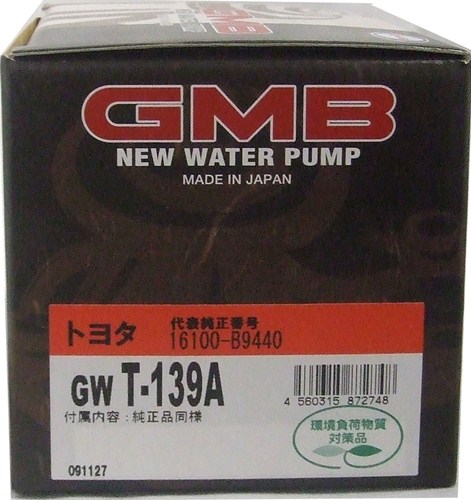 GMB
NEW WATER PUMP
MADE IN JAPAN
トヨタ
代表純正番号
16100-B9440
GW T-139A
付属内容:純正品同様
4 560315 872748
環境負荷物質
対策品
091127